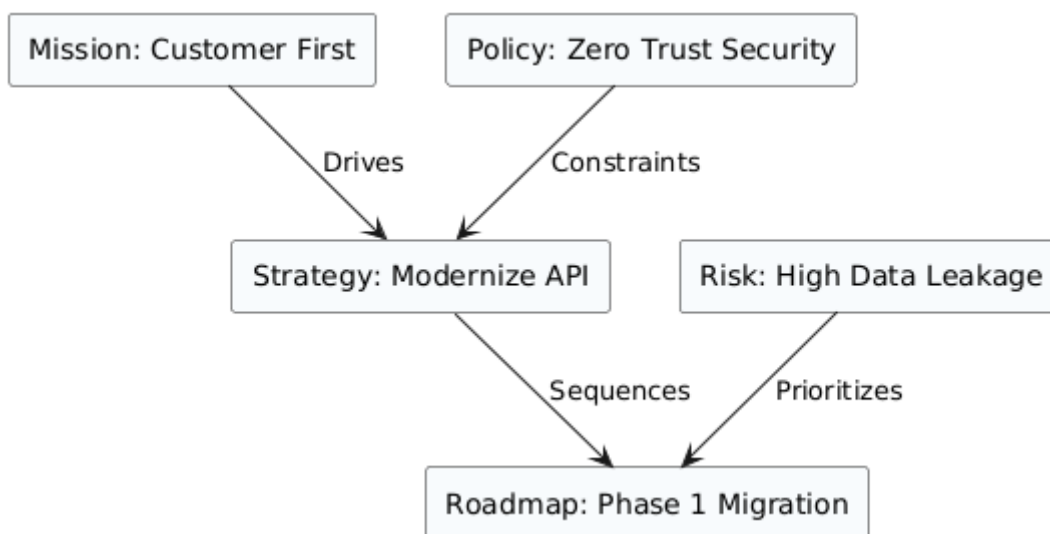 Mission: Customer First
Policy: Zero Trust Security
Drives
Constraints
Strategy: Modernize API
Risk: High Data Leakage
Sequences
Prioritizes
Roadmap: Phase 1 Migration